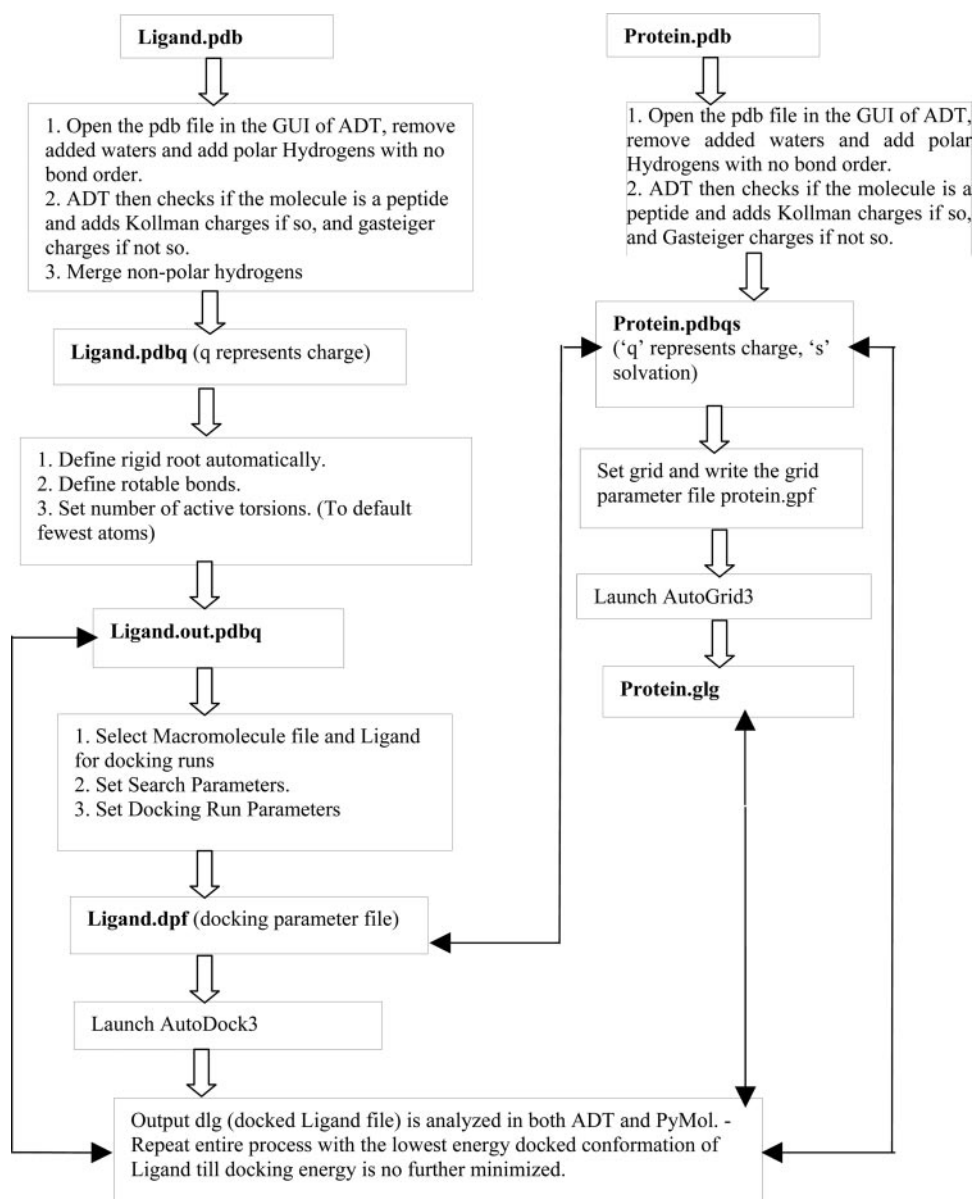 Ligand.pdb
1. Open the pdb file in the GUI of ADT, remove
added waters and add polar Hydrogens with no
bond order.
2. ADT then checks if the molecule is a peptide
and adds Kollman charges if so, and gasteiger
charges if not so.
3. Merge non-polar hydrogens
Ligand.pdbq (q represents charge)
1. Define rigid root automatically.
2. Define rotable bonds.
3. Set number of active torsions. (To default
fewest atoms)
Ligand.out.pdbq
1. Select Macromolecule file and Ligand
for docking runs
2. Set Search Parameters.
3. Set Docking Run Parameters
Ligand.dpf (docking parameter file)
Launch AutoDock3
Protein.pdb
1. Open the pdb file in the GUI of ADT,
remove added waters and add polar
Hydrogens with no bond order.
2. ADT then checks if the molecule is a
peptide and adds Kollman charges if so,
and Gasteiger charges if not so.
Protein.pdbqs
(‘q’ represents charge, ‘s’
solvation)
Set grid and write the grid
parameter file protein.gpf
Launch AutoGrid3
Protein.glg
Output dlg (docked Ligand file) is analyzed in both ADT and PyMol. -
Repeat entire process with the lowest energy docked conformation of
Ligand till docking energy is no further minimized.